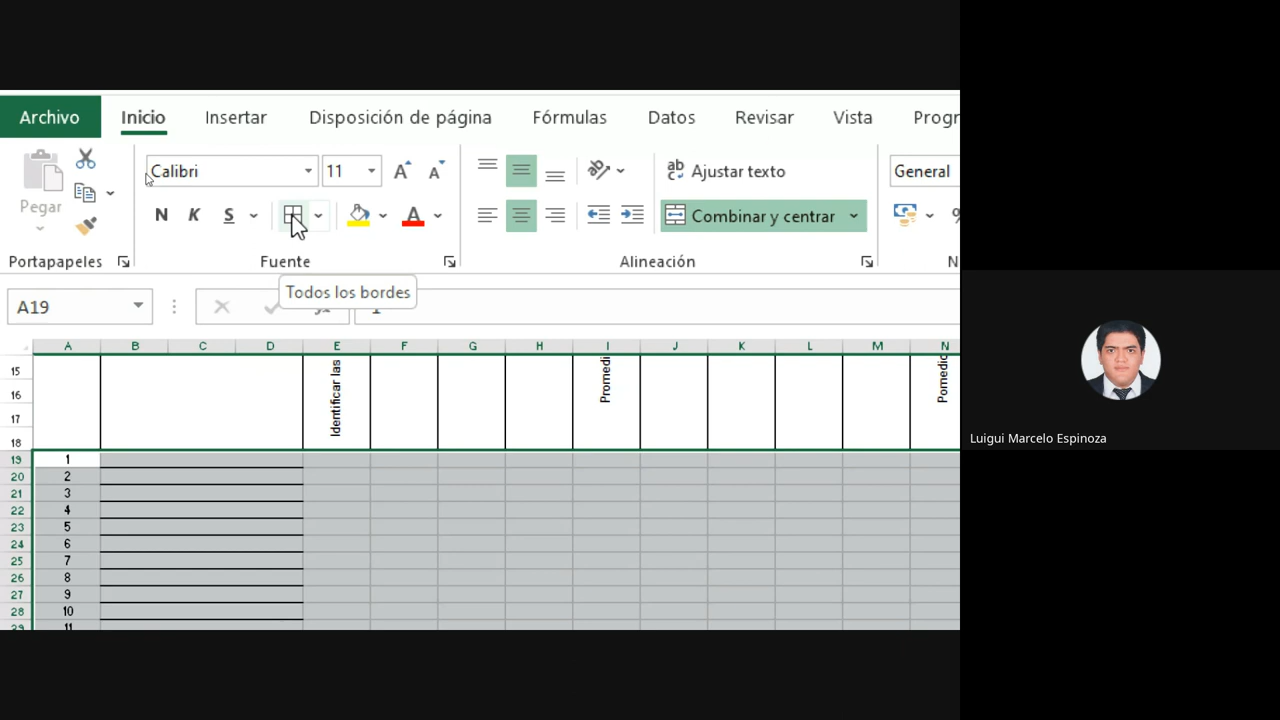 Archivo Inicio Insertar Disposición de página Fórmulas Datos Revisar Vista Progr
Calibri 11 Ajustar texto General
Pegar N K S A Combinar y centrar %
Portapapeles Fuente Alineación N
Todos los bordes
A19 1
A B C D E F G H I J K L M N
15
16
17
18
Identificar las
Promedi
Pomedic
19 1
20 2
21 3
22 4
23 5
24 6
25 7
26 8
27 9
28 10
29 11
Luigui Marcelo Espinoza